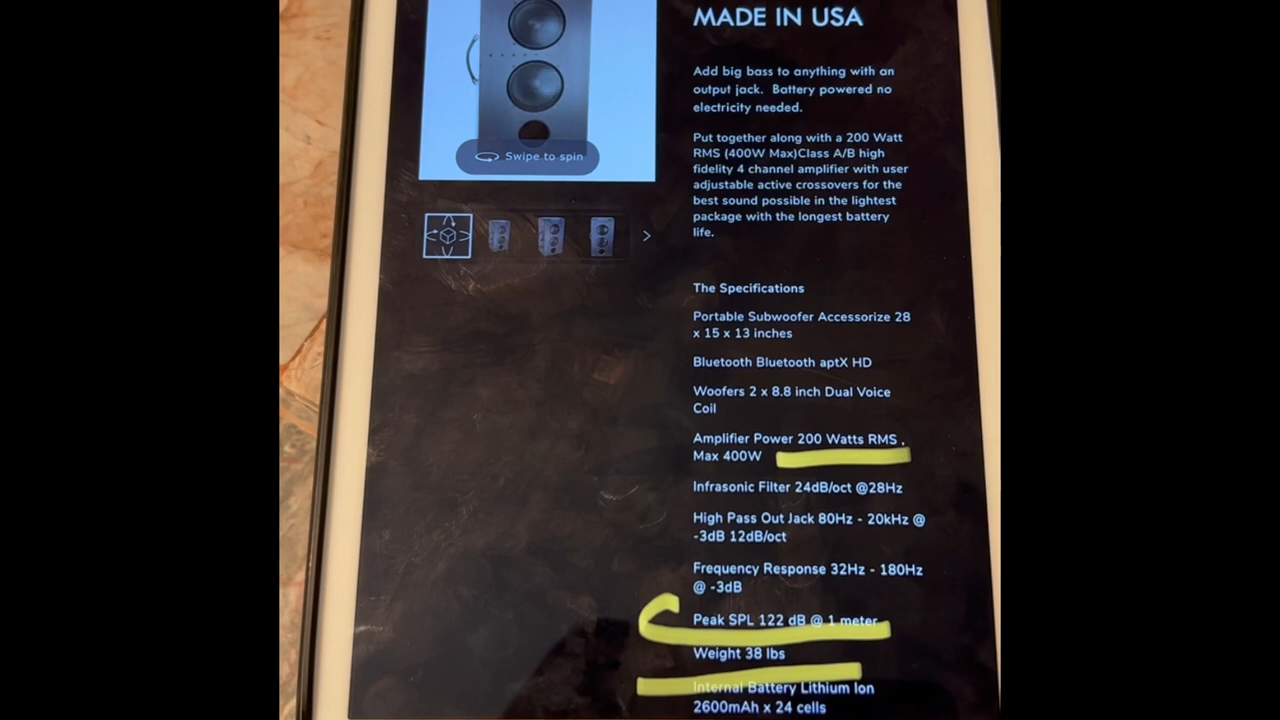 MADE IN USA
Add big bass to anything with an
output jack. Battery powered no
electricity needed.
Put together along with a 200 Watt
RMS (400W Max)Class A/B high
fidelity 4 channel amplifier with user
adjustable active crossovers for the
best sound possible in the lightest
package with the longest battery
life.
Swipe to spin
The Specifications
Portable Subwoofer Accessorize 28
x 15 x 13 inches
Bluetooth Bluetooth aptX HD
Woofers 2 x 8.8 inch Dual Voice
Coil
Amplifier Power 200 Watts RMS ,
Max 400W
Infrasonic Filter 24dB/oct @28Hz
High Pass Out Jack 80Hz - 20kHz @
-3dB 12dB/oct
Frequency Response 32Hz - 180Hz
@ -3dB
Peak SPL 122 dB @ 1 meter
Weight 38 lbs
Internal Battery Lithium Ion
2600mAh x 24 cells